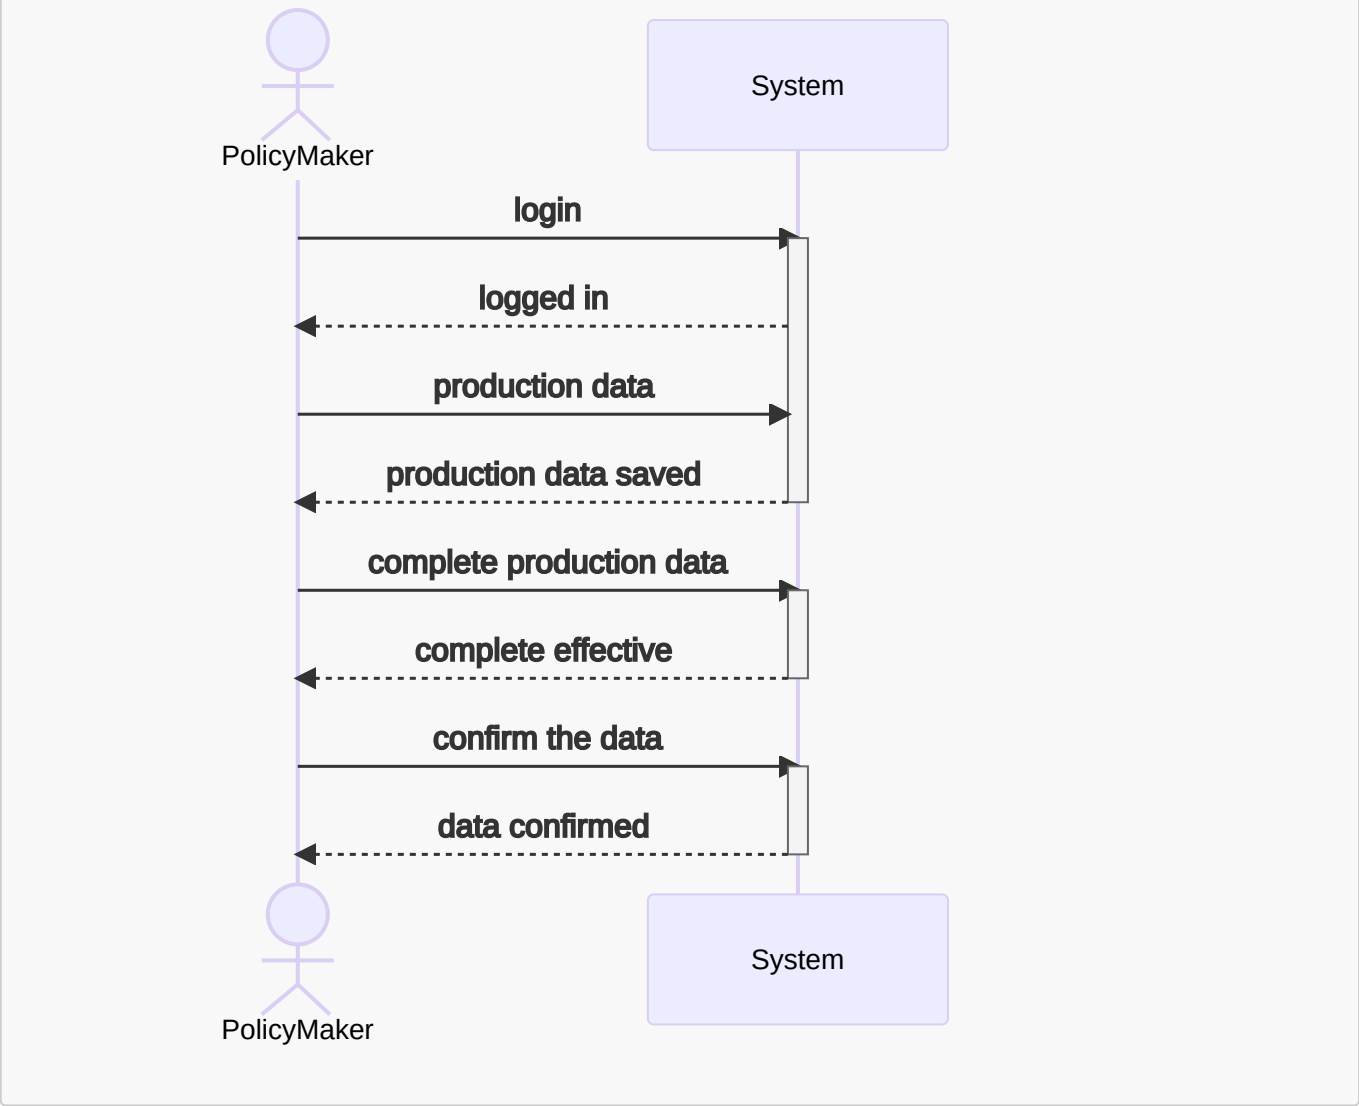 System
PolicyMaker
login
logged in
production data
production data saved
complete production data
complete effective
confirm the data
data confirmed
System
PolicyMaker